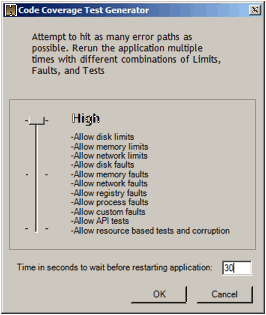 Code Coverage Test Generator
Attempt to hit as many error paths as
possible. Rerun the application multiple
times with different combinations of Limits,
Faults, and Tests
High
-Allow disk limits
-Allow memory limits
-Allow network limits
-Allow disk faults
-Allow memory faults
-Allow network faults
-Allow registry faults
-Allow process faults
-Allow custom faults
-Allow API tests
-Allow resource based tests and corruption
Time in seconds to wait before restarting application: 30
OK Cancel